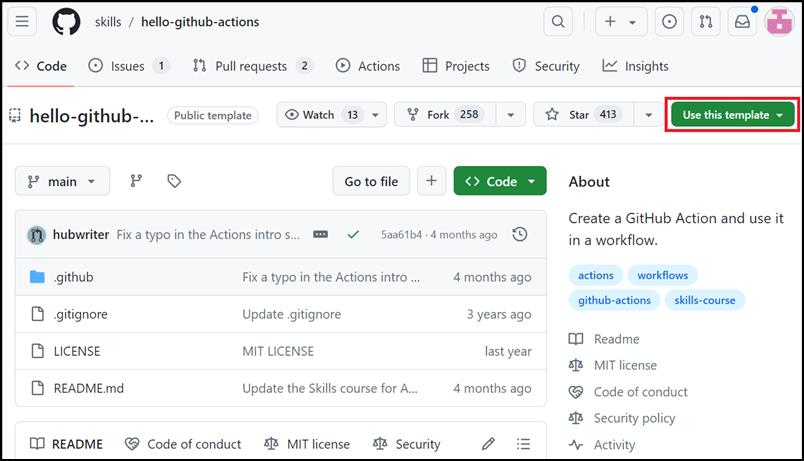 skills / hello-github-actions
Code Issues 1 Pull requests 2 Actions Projects Security Insights
hello-github-... Public template Watch 13 Fork 258 Star 413 Use this template
main Go to file + Code
hubwriter Fix a typo in the Actions intro s... 5aa61b4 · 4 months ago
.github Fix a typo in the Actions intro ... 4 months ago
.gitignore Update .gitignore 3 years ago
LICENSE MIT LICENSE last year
README.md Update the Skills course for A... 4 months ago
README Code of conduct MIT license Security
About
Create a GitHub Action and use it
in a workflow.
actions workflows
github-actions skills-course
Readme
MIT license
Code of conduct
Security policy
Activity